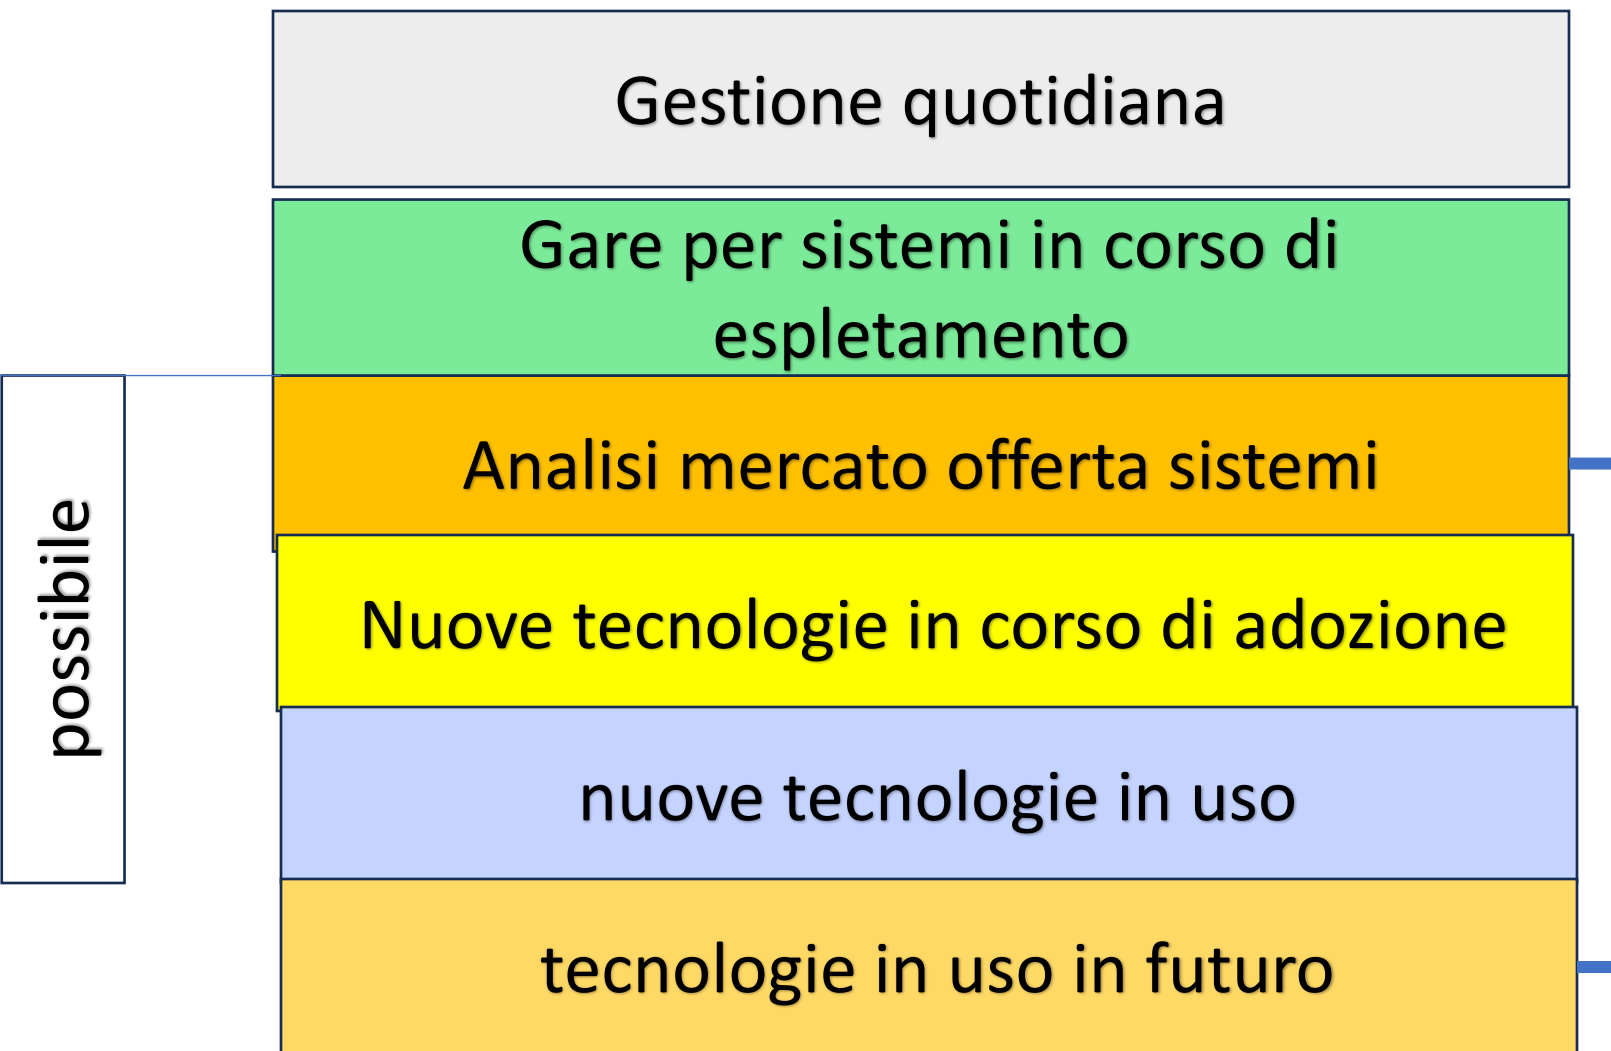 Gestione quotidiana
Gare per sistemi in corso di
espletamento
Analisi mercato offerta sistemi
possibile
Nuove tecnologie in corso di adozione
nuove tecnologie in uso
tecnologie in uso in futuro